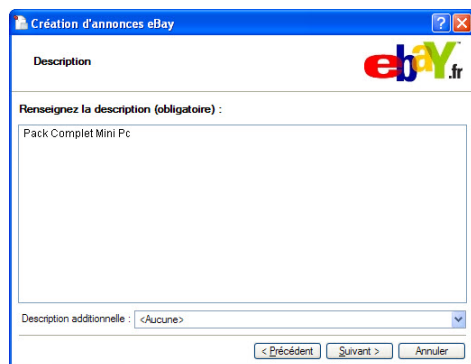 Création d'annonces eBay
Description
ebaY.fr
Renseignez la description (obligatoire) :
Pack Complet Mini Pc
Description additionnelle : <Aucune>
< Précédent Suivant > Annuler